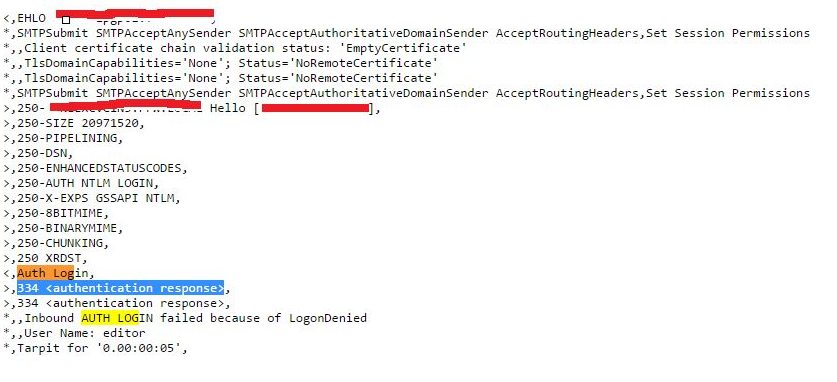 <,EHLO
*,SMTPSubmit SMTPAcceptAnySender SMTPAcceptAuthoritativeDomainSender AcceptRoutingHeaders,Set Session Permissions
*,,Client certificate chain validation status: 'EmptyCertificate'
*,,TlsDomainCapabilities='None'; Status='NoRemoteCertificate'
*,,TlsDomainCapabilities='None'; Status='NoRemoteCertificate'
*,SMTPSubmit SMTPAcceptAnySender SMTPAcceptAuthoritativeDomainSender AcceptRoutingHeaders,Set Session Permissions
>,250- Hello [ ],
>,250-SIZE 20971520,
>,250-PIPELINING,
>,250-DSN,
>,250-ENHANCEDSTATUSCODES,
>,250-AUTH NTLM LOGIN,
>,250-X-EXPS GSSAPI NTLM,
>,250-8BITMIME,
>,250-BINARYMIME,
>,250-CHUNKING,
>,250 XRDST,
<,Auth Login,
>,334 <authentication response>,
>,334 <authentication response>,
*,,Inbound AUTH LOGIN failed because of LogonDenied
*,,User Name: editor
*,Tarpit for '0.00:00:05',